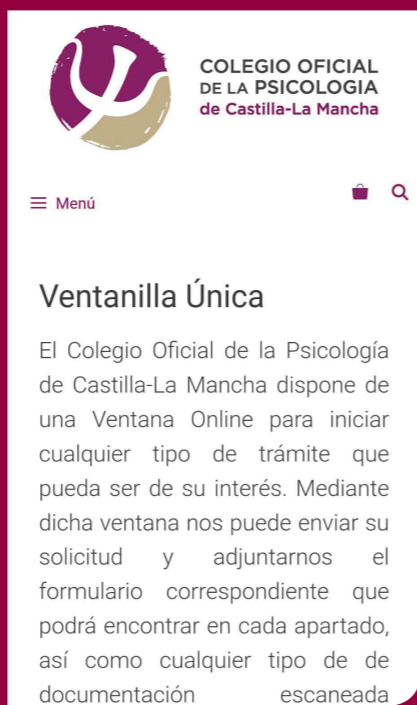 COLEGIO OFICIAL
DE LA PSICOLOGIA
de Castilla-La Mancha
Menú
Ventanilla Única
El Colegio Oficial de la Psicología
de Castilla-La Mancha dispone de
una Ventana Online para iniciar
cualquier tipo de trámite que
pueda ser de su interés. Mediante
dicha ventana nos puede enviar su
solicitud y adjuntarnos el
formulario correspondiente que
podrá encontrar en cada apartado,
así como cualquier tipo de de
documentación escaneada